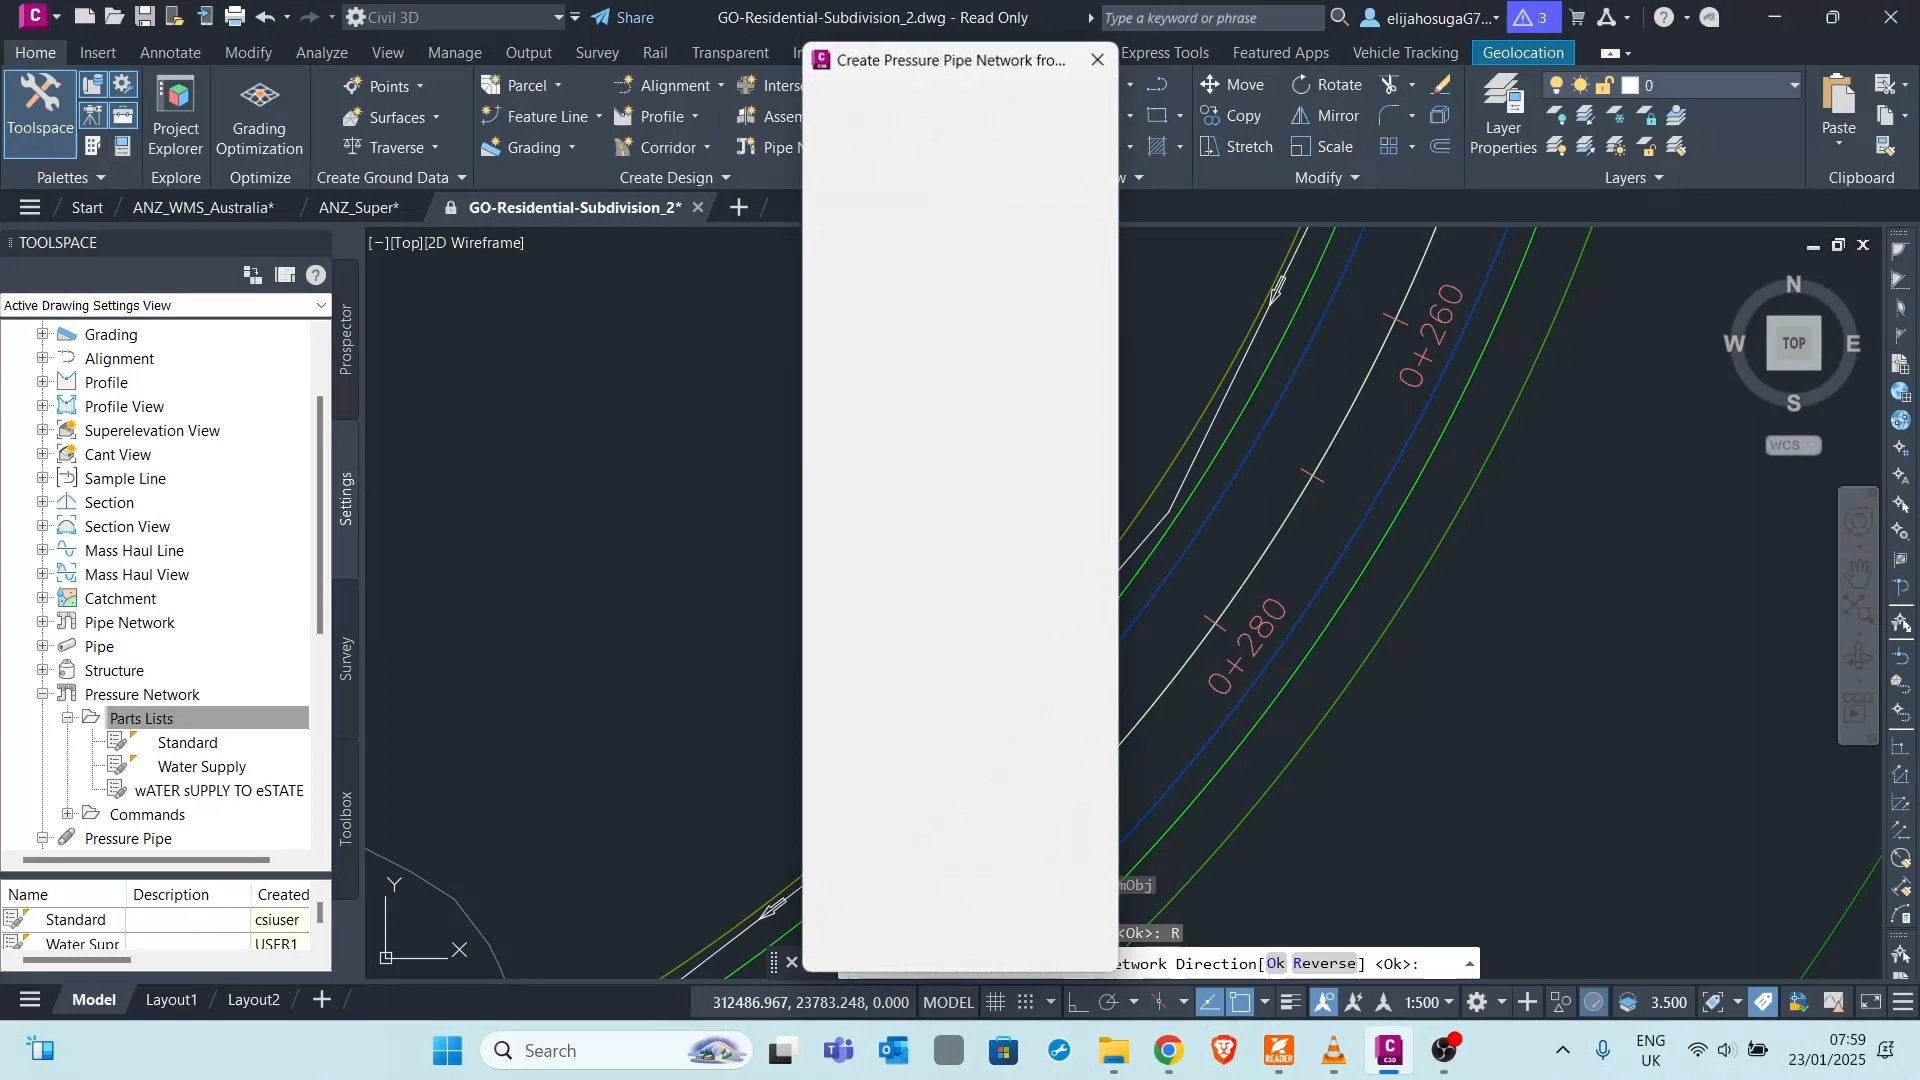 Civil 3D
Share
GO-Residential-Subdivision_2.dwg - Read Only
Type a keyword or phrase
elijahosugaG7...
3
Home
Insert
Annotate
Modify
Analyze
View
Manage
Output
Survey
Rail
Transparent
Express Tools
Featured Apps
Vehicle Tracking
Geolocation
Create Pressure Pipe Network fro...
Toolspace
Project
Explorer
Grading
Optimization
Points
Surfaces
Traverse
Parcel
Feature Line
Grading
Alignment
Profile
Corridor
Move
Copy
Stretch
Rotate
Mirror
Scale
Layer
Properties
0
Paste
Palettes
Explore
Optimize
Create Ground Data
Create Design
Modify
Layers
Clipboard
Start
ANZ_WMS_Australia*
ANZ_Super*
GO-Residential-Subdivision_2*
TOOLSPACE
[−][Top][2D Wireframe]
Active Drawing Settings View
Grading
Alignment
Profile
Profile View
Superelevation View
Cant View
Sample Line
Section
Section View
Mass Haul Line
Mass Haul View
Catchment
Pipe Network
Pipe
Structure
Pressure Network
Parts Lists
Standard
Water Supply
wATER sUPPLY TO eSTATE
Commands
Pressure Pipe
Prospector
Settings
Survey
Toolbox
Name
Description
Created
Standard
csiuser
Water Supp
USER1
0+260
0+280
N
W
TOP
E
S
WCS
Y
X
mObj
<Ok>: R
etwork Direction[Ok Reverse] <Ok>:
Model
Layout1
Layout2
312486.967, 23783.248, 0.000
MODEL
1:500
3.500
Search
ENG
UK
07:59
23/01/2025